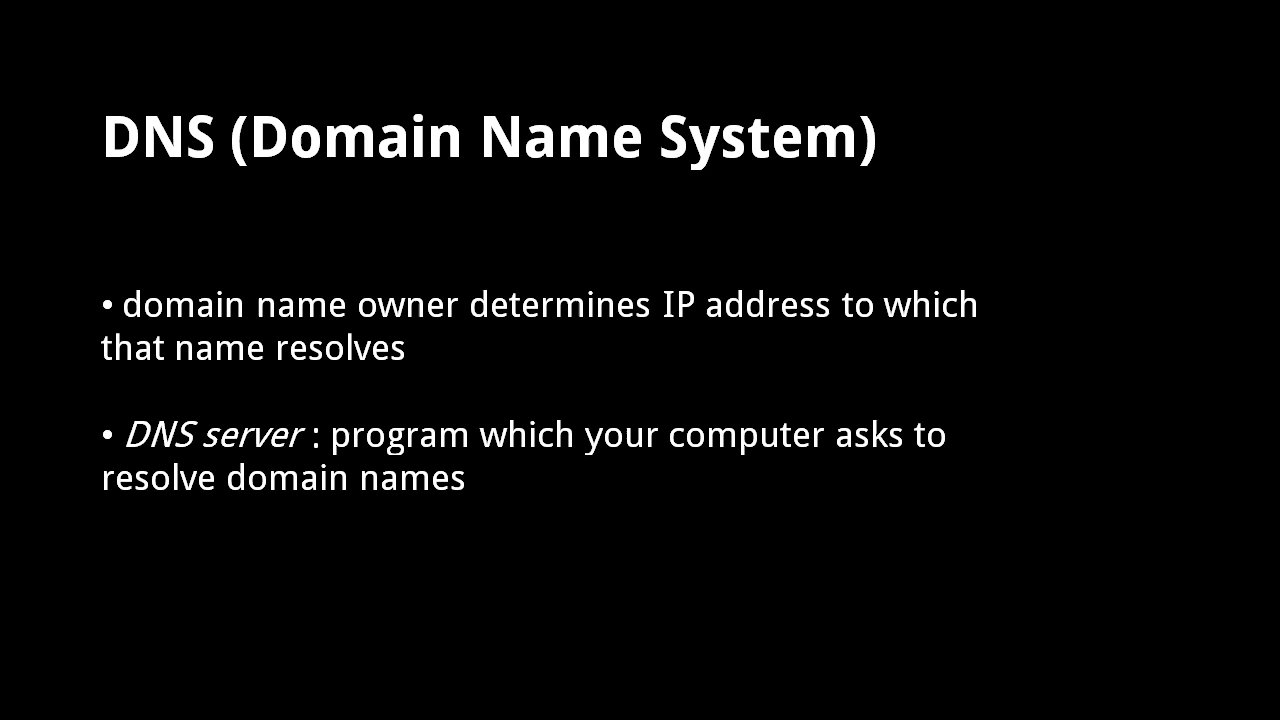 DNS (Domain Name System)
• domain name owner determines IP address to which
that name resolves
• DNS server : program which your computer asks to
resolve domain names